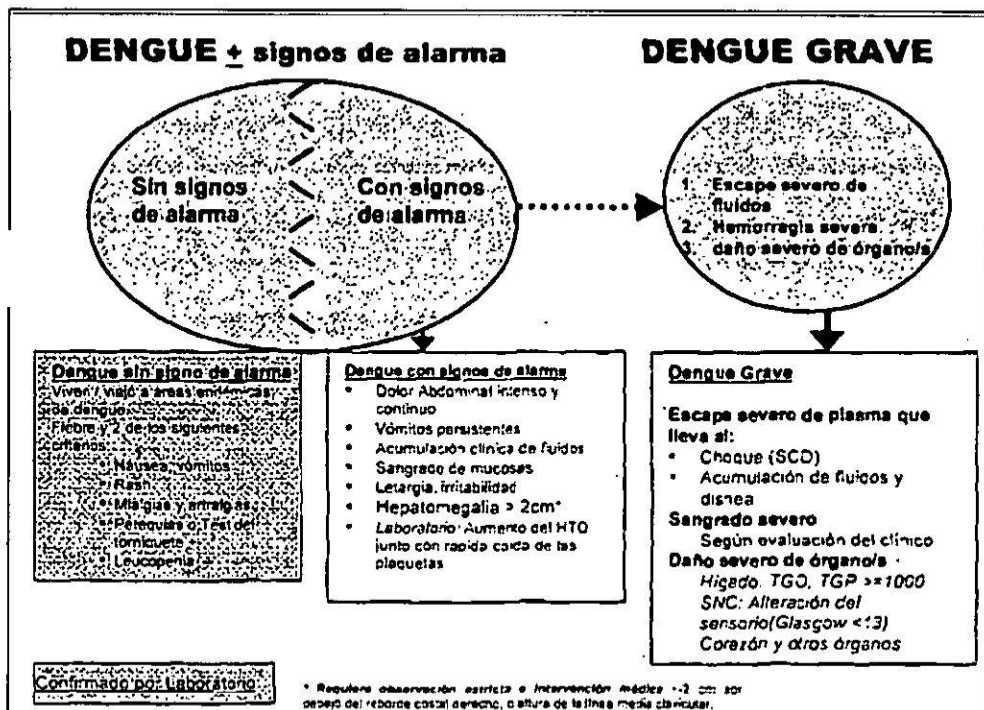 DENGUE ± signos de alarma
DENGUE GRAVE
Sin signos
de alarma
Con signos
de alarma
1. Escape severo de
fluidos
2. Hemorragia severa
3. daño severo de órgano/s
Dengue sin signo de alarma
Viven / viajó a áreas endémicas
de dengue.
Fiebre y 2 de los siguientes
criterios
• Náusea, vómitos
• Rash
• Mialgias y artralgias
• Petequias o Test del
torniquete
Leucopenia
Dengue con signos de alarma
• Dolor Abdominal intenso y
continuo
• Vómitos persistentes
• Acumulación clínica de fluidos
• Sangrado de mucosas
• Letargia, irritabilidad
• Hepatomegalia > 2cm*
• Laboratorio: Aumento del HTO
junto con rápida caída de las
plaquetas
Dengue Grave
Escape severo de plasma que
lleva al:
• Choque (SCD)
• Acumulación de fluidos y
disnea
Sangrado severo
Según evaluación del clínico
Daño severo de órgano/s
Hígado, TGO, TGP >=1000
SNC: Alteración del
sensorio(Glasgow <13)
Corazón y otros órganos
Confirmado por Laboratorio
* Requiere observación estricta e intervención médica 2 cm por
debajo del reborde costal derecho, a altura de la línea media clavicular.